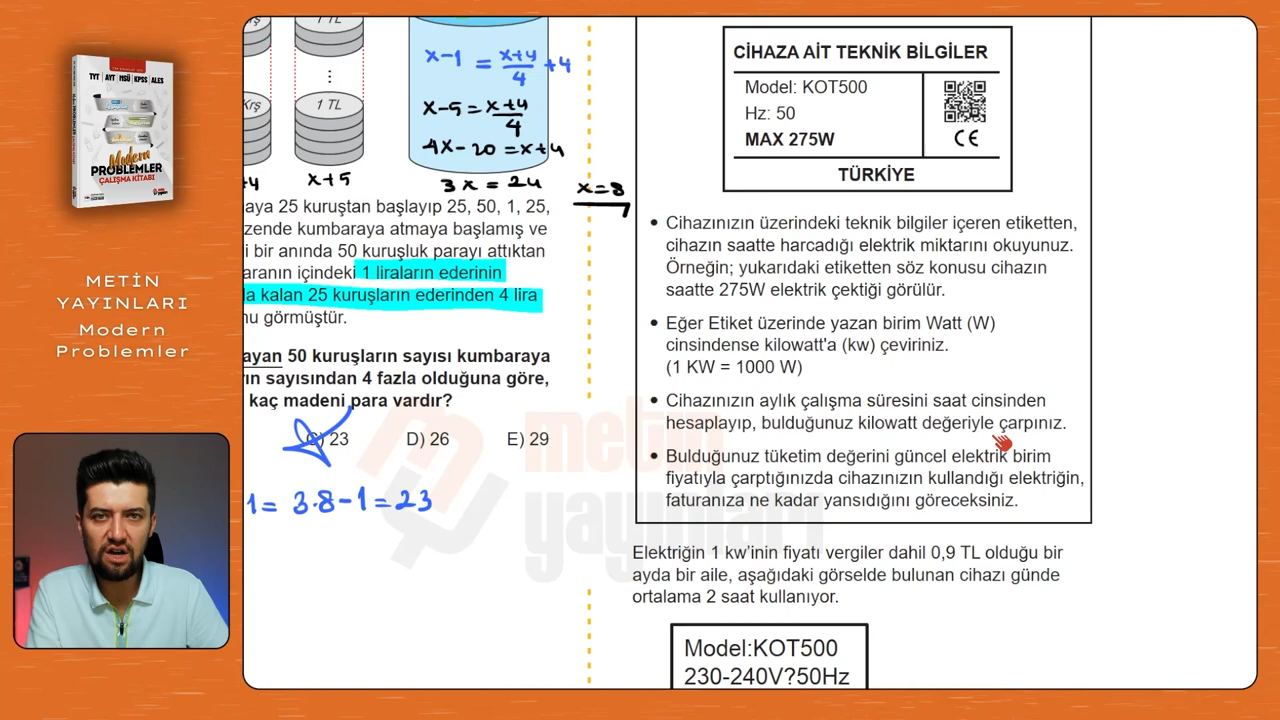 TYT AYT MSÜ KPSS ALES
Modern
PROBLEMLER
ÇALIŞMA KİTABI
METİN
YAYINLARI
Modern
Problemler
1 TL
Krş
1 TL
x+4
x+5
x-1 = x+4/4 +4
x-5 = x+4/4
4x-20 = x+4
3x = 24
x=8
aya 25 kuruştan başlayıp 25, 50, 1, 25,
zende kumbaraya atmaya başlamış ve
i bir anında 50 kuruşluk parayı attıktan
aranın içindeki 1 liraların ederinin
la kalan 25 kuruşların ederinden 4 lira
nu görmüştür.
ayan 50 kuruşların sayısı kumbaraya
ın sayısından 4 fazla olduğuna göre,
kaç madeni para vardır?
C) 23 D) 26 E) 29
1 = 3.8-1 = 23
CİHAZA AİT TEKNİK BİLGİLER
Model: KOT500
Hz: 50
MAX 275W
CE
TÜRKİYE
• Cihazınızın üzerindeki teknik bilgiler içeren etiketten,
cihazın saatte harcadığı elektrik miktarını okuyunuz.
Örneğin; yukarıdaki etiketten söz konusu cihazın
saatte 275W elektrik çektiği görülür.
• Eğer Etiket üzerinde yazan birim Watt (W)
cinsindense kilowatt'a (kw) çeviriniz.
(1 KW = 1000 W)
• Cihazınızın aylık çalışma süresini saat cinsinden
hesaplayıp, bulduğunuz kilowatt değeriyle çarpınız.
• Bulduğunuz tüketim değerini güncel elektrik birim
fiyatıyla çarptığınızda cihazınızın kullandığı elektriğin,
faturanıza ne kadar yansıdığını göreceksiniz.
metin
yayınları
Elektriğin 1 kw'inin fiyatı vergiler dahil 0,9 TL olduğu bir
ayda bir aile, aşağıdaki görselde bulunan cihazı günde
ortalama 2 saat kullanıyor.
Model:KOT500
230-240V?50Hz